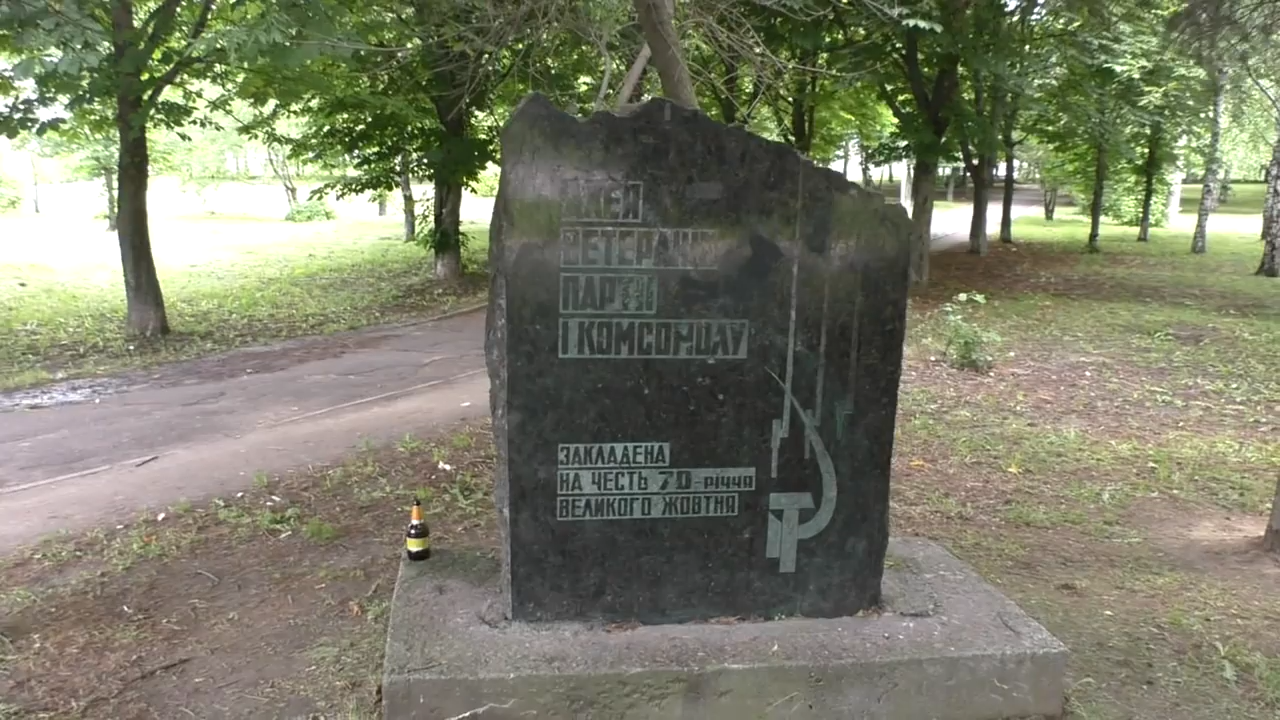 АЛЕЯ
ВЕТЕРАНІВ
ПАРТІЇ
І КОМСОМОЛУ
ЗАКЛАДЕНА
НА ЧЕСТЬ 70-річчя
ВЕЛИКОГО ЖОВТНЯ